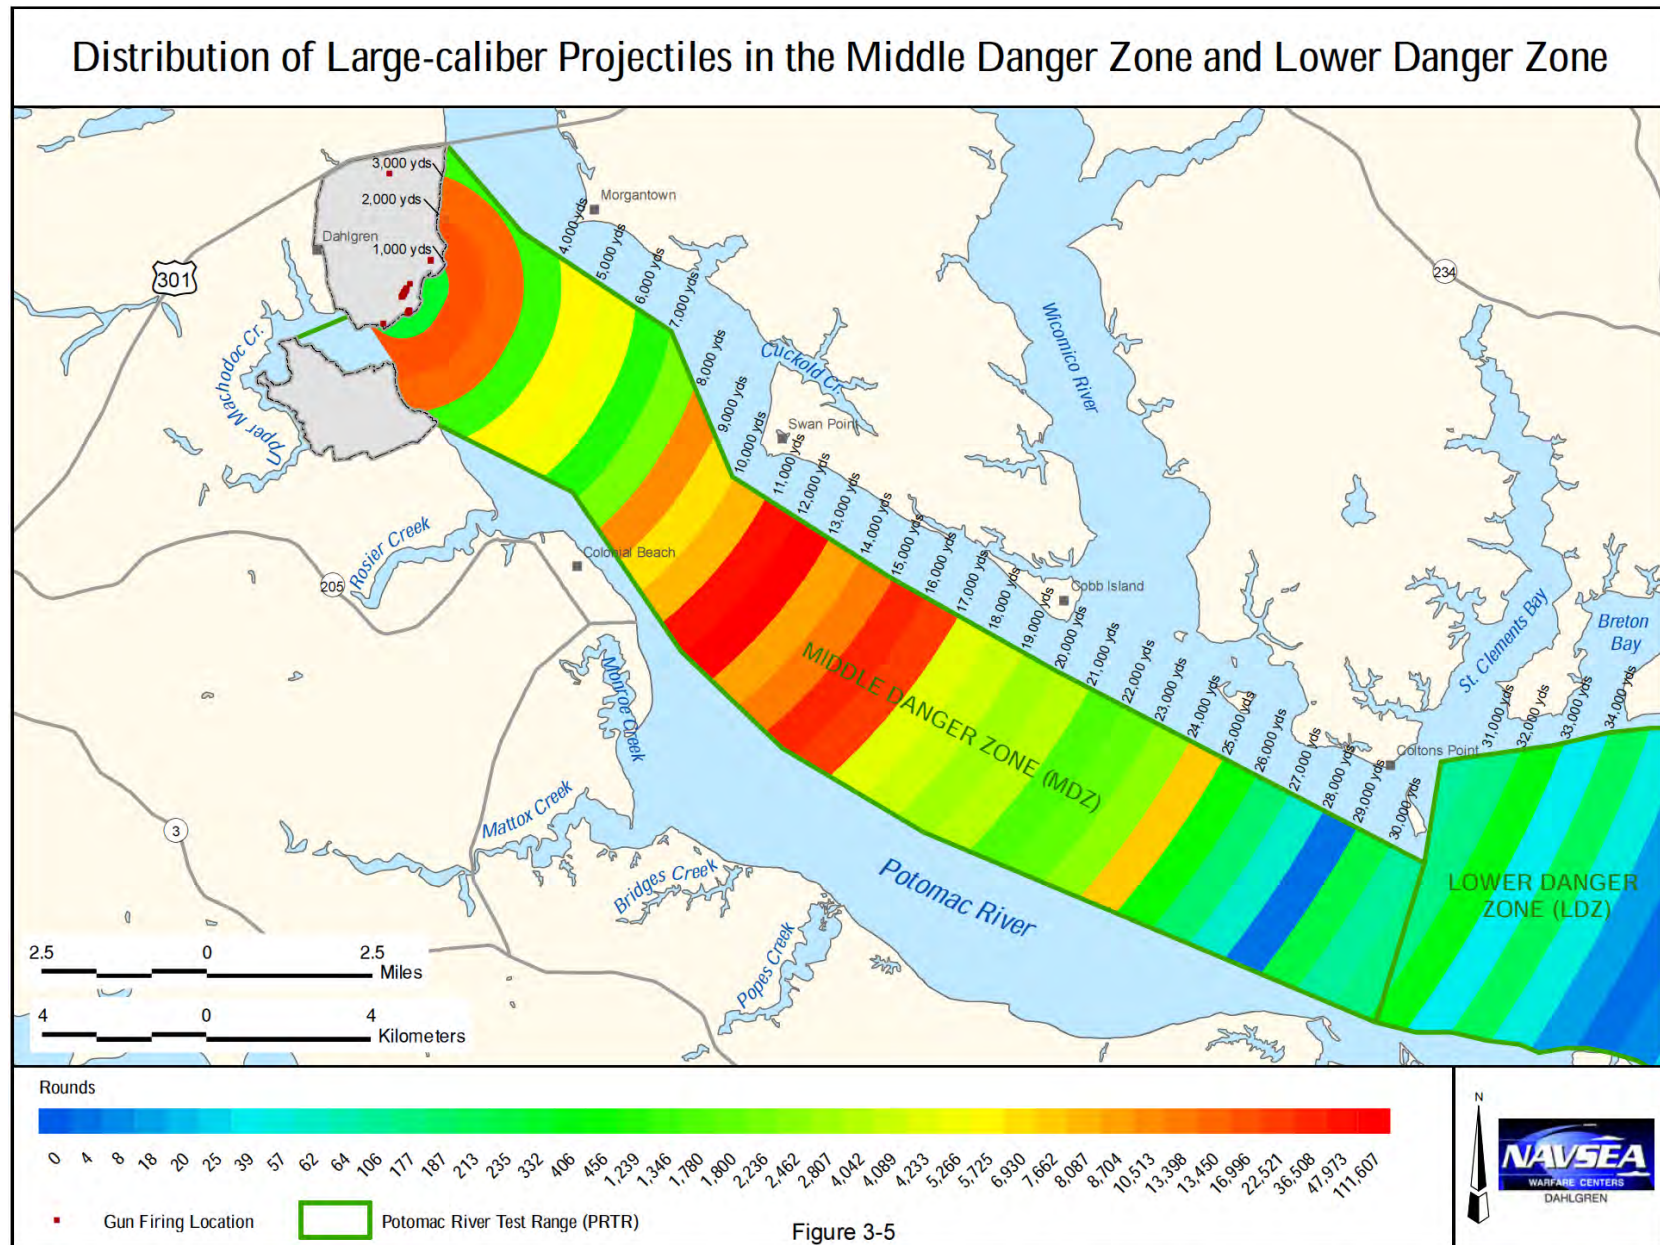 Distribution of Large-caliber Projectiles in the Middle Danger Zone and Lower Danger Zone
3,000 yds
2,000 yds
1,000 yds
Dahlgren
301
Morgantown
4,000 yds
5,000 yds
6,000 yds
7,000 yds
8,000 yds
9,000 yds
10,000 yds
11,000 yds
12,000 yds
13,000 yds
14,000 yds
15,000 yds
16,000 yds
17,000 yds
18,000 yds
19,000 yds
20,000 yds
21,000 yds
22,000 yds
23,000 yds
24,000 yds
25,000 yds
26,000 yds
27,000 yds
28,000 yds
29,000 yds
30,000 yds
31,000 yds
32,000 yds
33,000 yds
34,000 yds
234
Wicomico River
Cuckold Cr.
Swan Point
Upper Machodoc Cr.
Rosier Creek
205
Colonial Beach
Cobb Island
St. Clements Bay
Breton
Bay
Monroe Creek
MIDDLE DANGER ZONE (MDZ)
Coltons Point
3
Mattox Creek
Bridges Creek
Popes Creek
Potomac River
LOWER DANGER
ZONE (LDZ)
2.5 0 2.5
Miles
4 0 4
Kilometers
Rounds
0 4 8 18 20 25 39 57 62 64 106 177 187 213 235 332 406 456 1,239 1,346 1,780 1,800 2,236 2,462 2,807 4,042 4,089 4,233 5,266 5,725 6,930 7,662 8,087 8,704 10,513 13,398 13,450 16,996 22,521 36,508 47,973 111,607
Gun Firing Location
Potomac River Test Range (PRTR)
Figure 3-5
N
NAVSEA
WARFARE CENTERS
DAHLGREN